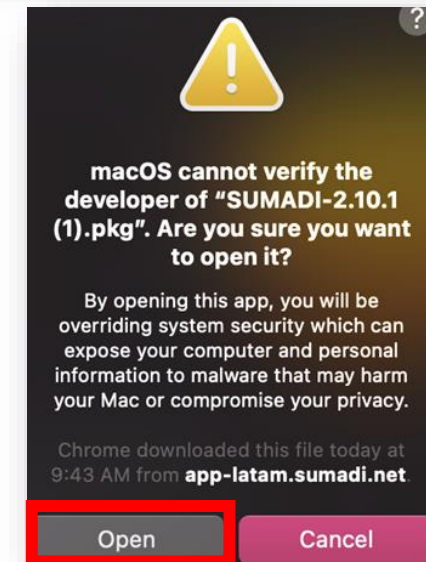 ?
macOS cannot verify the
developer of “SUMADI-2.10.1
(1).pkg”. Are you sure you want
to open it?
By opening this app, you will be
overriding system security which can
expose your computer and personal
information to malware that may harm
your Mac or compromise your privacy.
Chrome downloaded this file today at
9:43 AM from app-latam.sumadi.net.
Open
Cancel